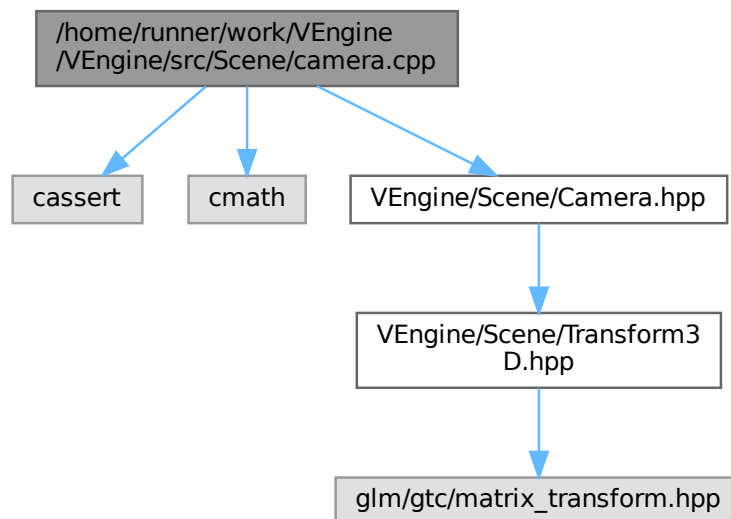 /home/runner/work/VEngine
/VEngine/src/Scene/camera.cpp
cassert
cmath
VEngine/Scene/Camera.hpp
VEngine/Scene/Transform3
D.hpp
glm/gtc/matrix_transform.hpp